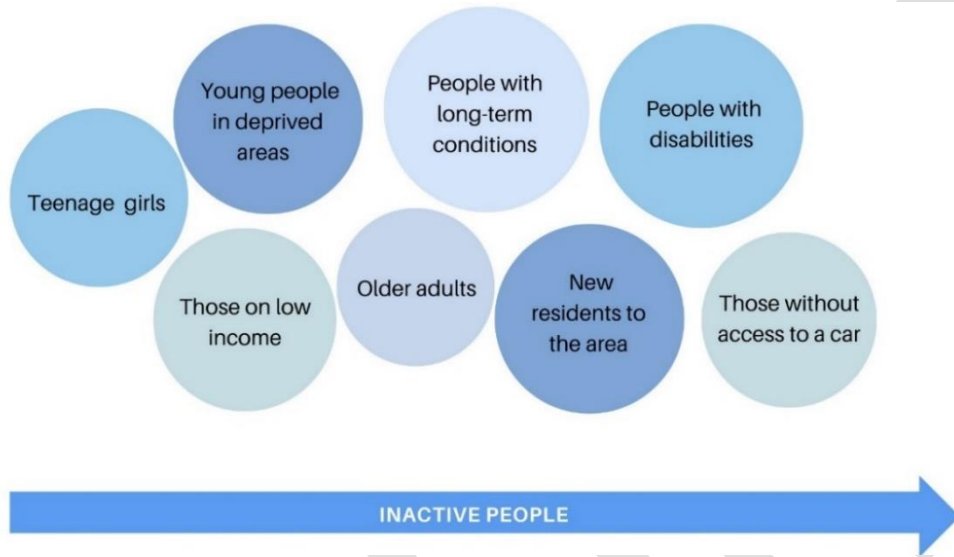 Young people
in deprived
areas
People with
long-term
conditions
People with
disabilities
Teenage girls
Those on low
income
Older adults
New
residents to
the area
Those without
access to a car
INACTIVE PEOPLE